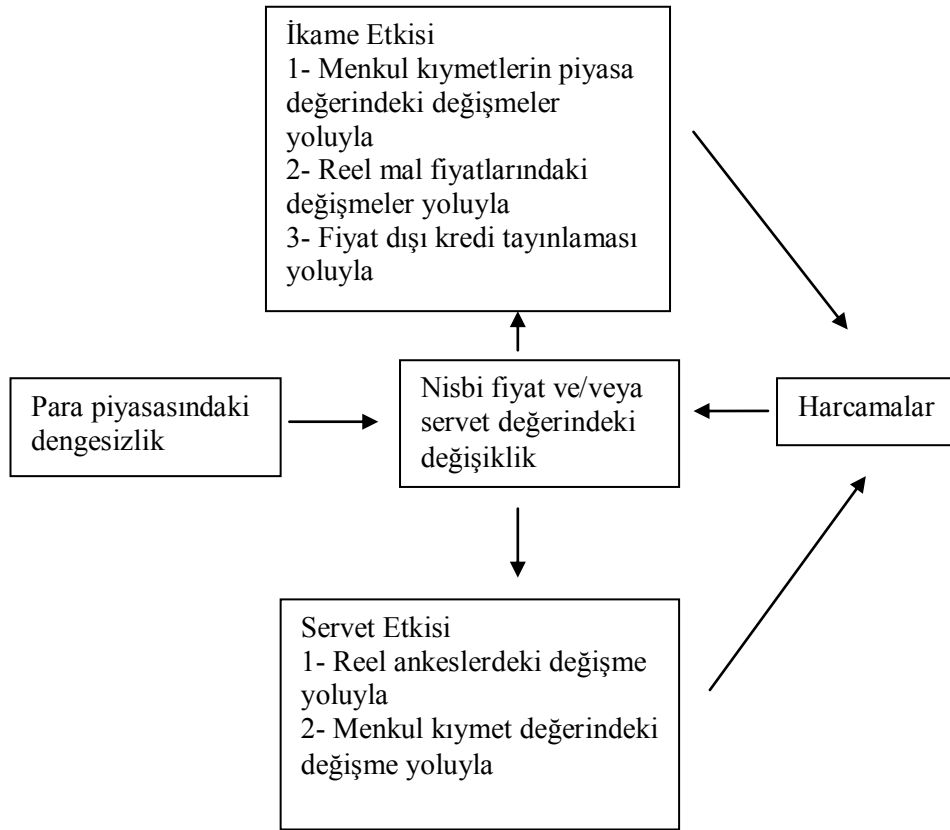 İkame Etkisi
1- Menkul kıymetlerin piyasa
değerindeki değişmeler
yoluyla
2- Reel mal fiyatlarındaki
değişmeler yoluyla
3- Fiyat dışı kredi tayınlaması
yoluyla
Para piyasasındaki
dengesizlik
Nisbi fiyat ve/veya
servet değerindeki
değişiklik
Harcamalar
Servet Etkisi
1- Reel ankeslerdeki değişme
yoluyla
2- Menkul kıymet değerindeki
değişme yoluyla